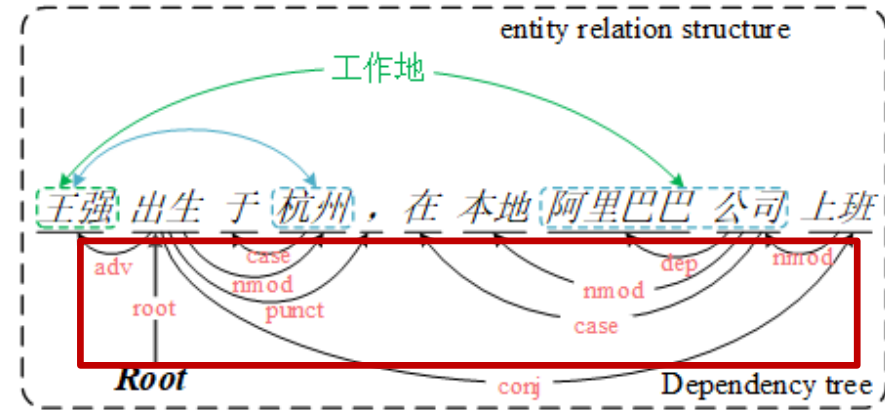 entity relation structure
工作地
王强 出生 于 杭州 ， 在 本地 阿里巴巴 公司 上班
adv
case
dep
nmod
nmod
nmod
root
punct
case
Root
conj
Dependency tree